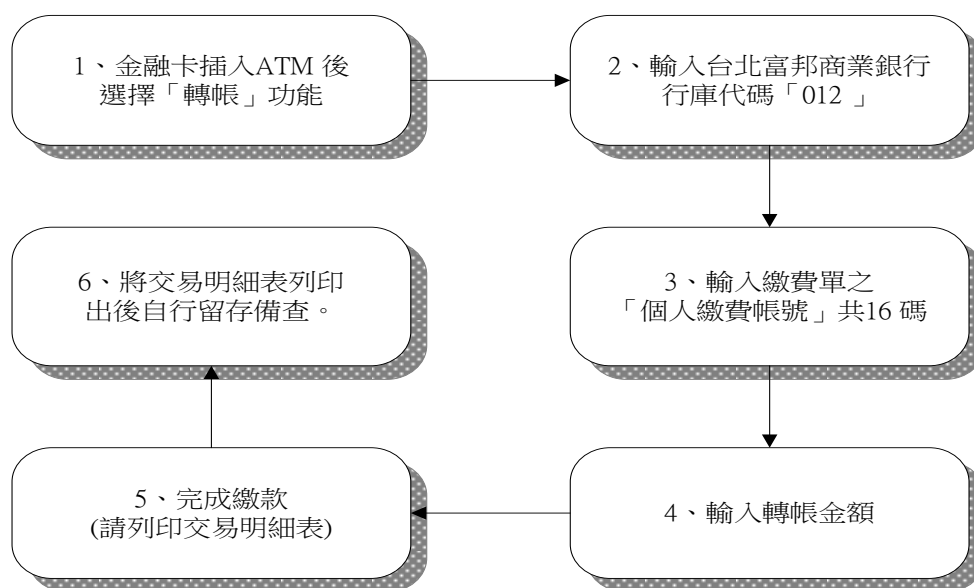 1、金融卡插入ATM 後
選擇「轉帳」功能
2、輸入台北富邦商業銀行
行庫代碼「012 」
3、輸入繳費單之
「個人繳費帳號」共16 碼
4、輸入轉帳金額
5、完成繳款
(請列印交易明細表)
6、將交易明細表列印
出後自行留存備查。